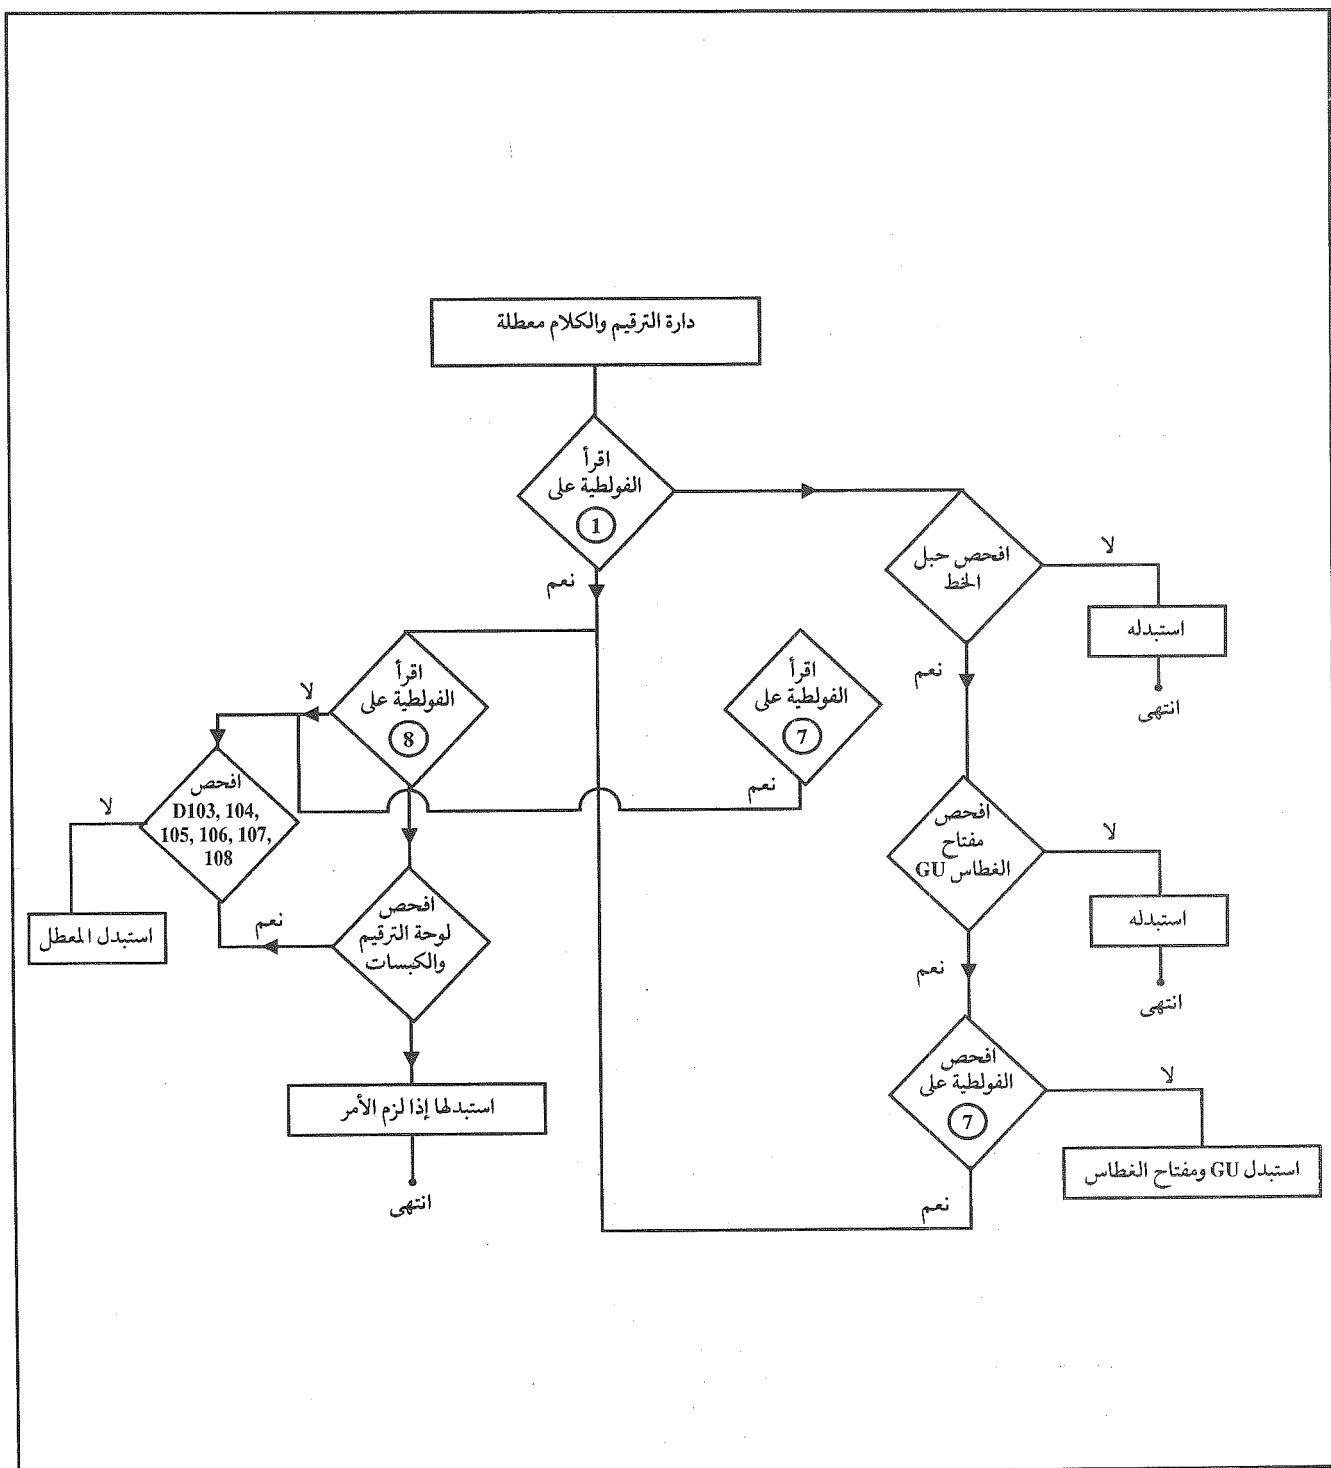 دارة الترقيم والكلام معطلة
اقرأ
الفولطية على
1
نعم
افحص حبل
الخط
لا
استبدله
انتهى
نعم
اقرأ
الفولطية على
8
لا
اقرأ
الفولطية على
7
نعم
افحص
D103, 104,
105, 106, 107,
108
لا
استبدل المعطل
نعم
افحص
لوحة الترقيم
والكبسات
استبدلها إذا لزم الأمر
انتهى
افحص
مفتاح
الغطاس GU
لا
استبدله
انتهى
نعم
افحص
الفولطية على
7
لا
استبدل GU ومفتاح الغطاس
نعم